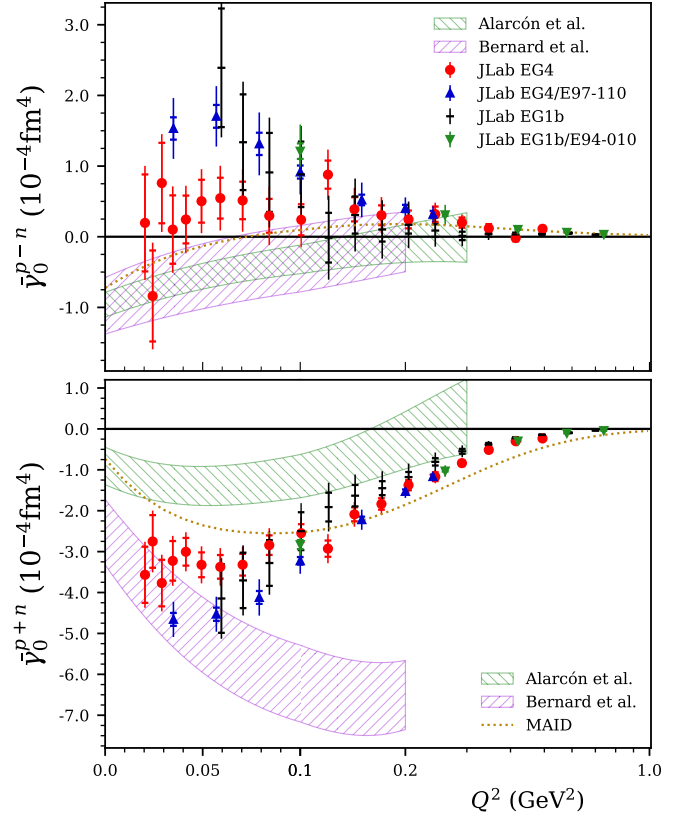 3.0
2.0
1.0
0.0
-1.0
γ̄₀ᵖ⁻ⁿ (10⁻⁴fm⁴)
Alarcón et al.
Bernard et al.
JLab EG4
JLab EG4/E97-110
JLab EG1b
JLab EG1b/E94-010
1.0
0.0
-1.0
-2.0
-3.0
-4.0
-5.0
-6.0
-7.0
γ̄₀ᵖ⁺ⁿ (10⁻⁴fm⁴)
Alarcón et al.
Bernard et al.
MAID
0.0 0.05 0.1 0.2 1.0
Q² (GeV²)